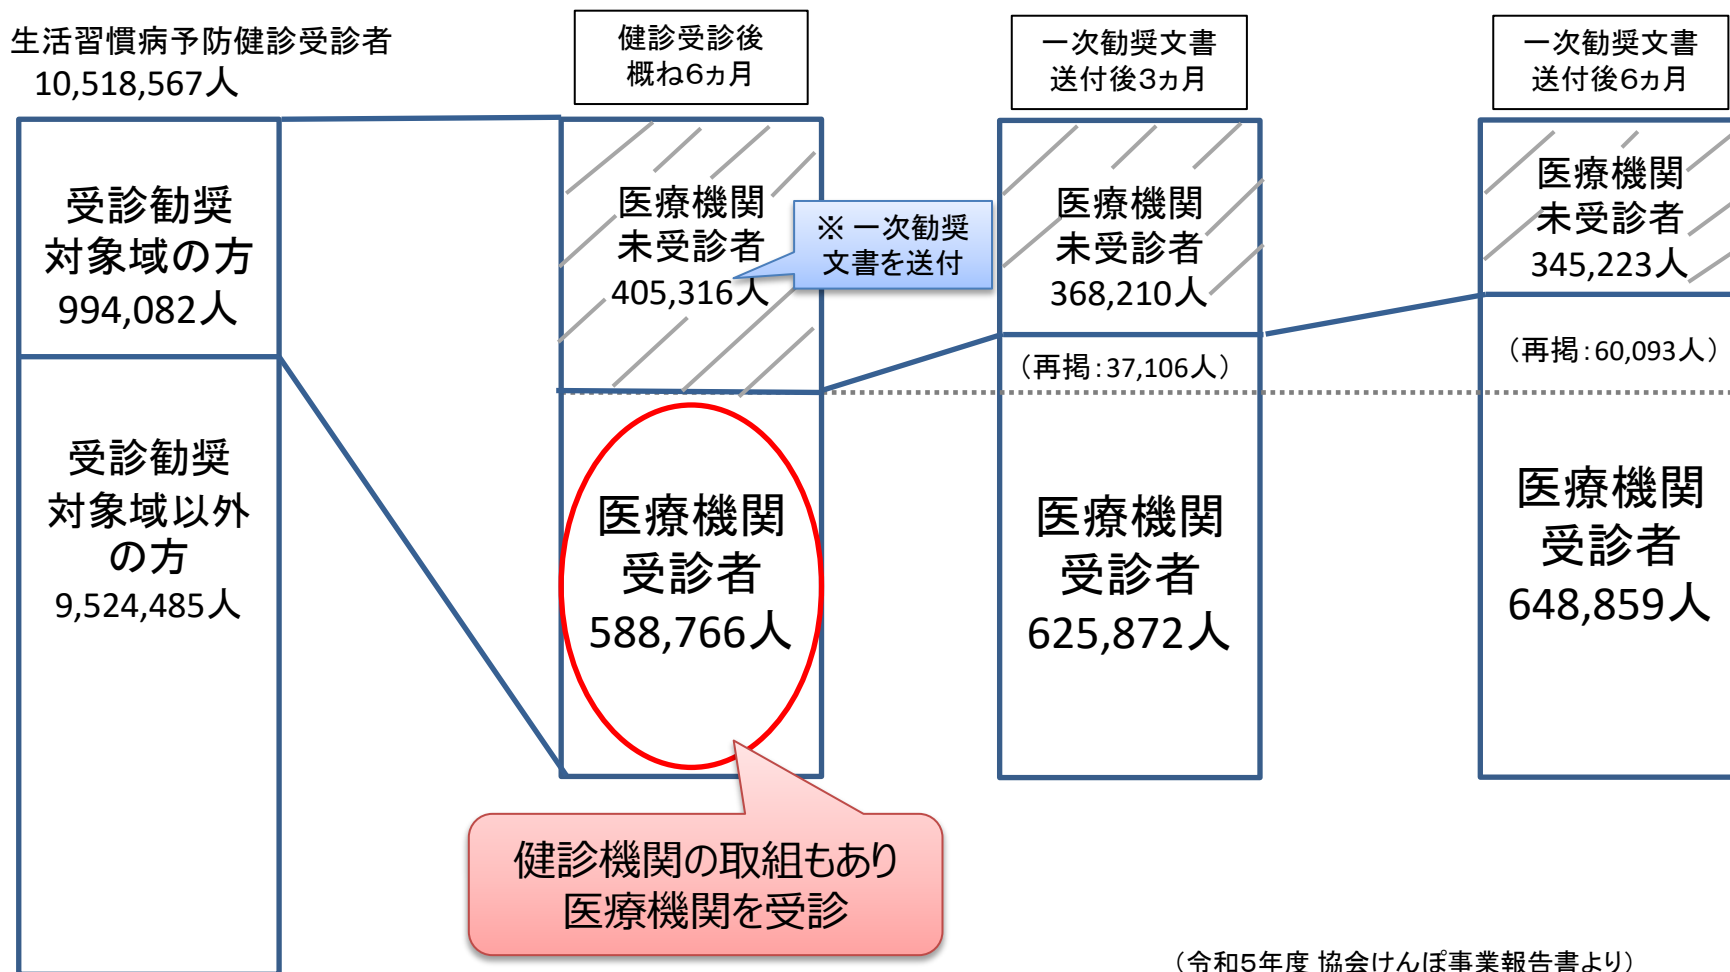 生活習慣病予防健診受診者
10,518,567人
受診勧奨
対象域の方
994,082人
受診勧奨
対象域以外
の方
9,524,485人
健診受診後
概ね6ヵ月
医療機関
未受診者
405,316人
※ 一次勧奨
文書を送付
医療機関
受診者
588,766人
健診機関の取組もあり
医療機関を受診
一次勧奨文書
送付後3ヵ月
医療機関
未受診者
368,210人
（再掲：37,106人）
医療機関
受診者
625,872人
一次勧奨文書
送付後6ヵ月
医療機関
未受診者
345,223人
（再掲：60,093人）
医療機関
受診者
648,859人
（令和5年度 協会けんぽ事業報告書より）